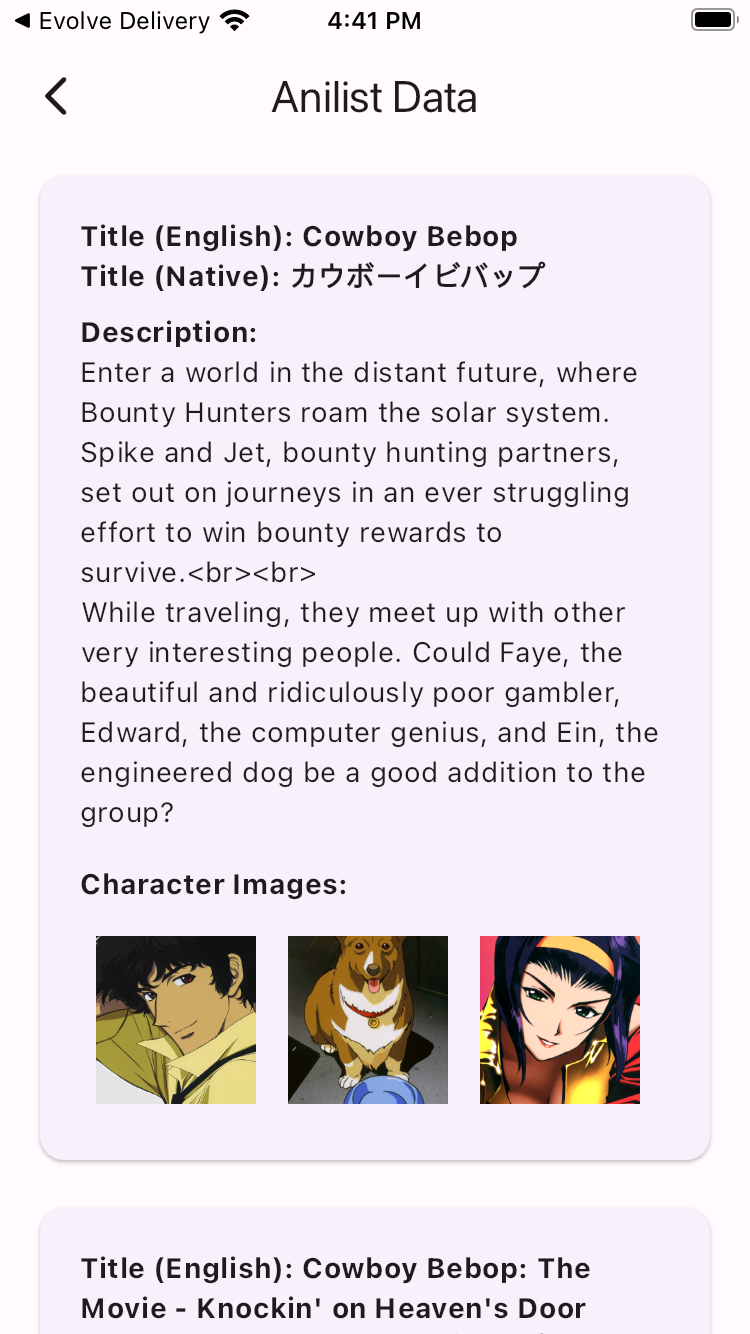 ◀ Evolve Delivery
4:41 PM
Anilist Data
Title (English): Cowboy Bebop
Title (Native): カウボーイビバップ
Description:
Enter a world in the distant future, where
Bounty Hunters roam the solar system.
Spike and Jet, bounty hunting partners,
set out on journeys in an ever struggling
effort to win bounty rewards to
survive.<br><br>
While traveling, they meet up with other
very interesting people. Could Faye, the
beautiful and ridiculously poor gambler,
Edward, the computer genius, and Ein, the
engineered dog be a good addition to the
group?
Character Images:
Title (English): Cowboy Bebop: The
Movie - Knockin' on Heaven's Door